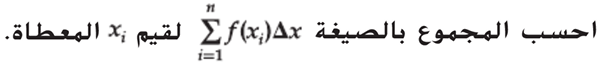 احسب المجموع بالصيغة $\sum_{i=1}^{n} f(x_i)\Delta x$ لقيم $x_i$ المعطاة.